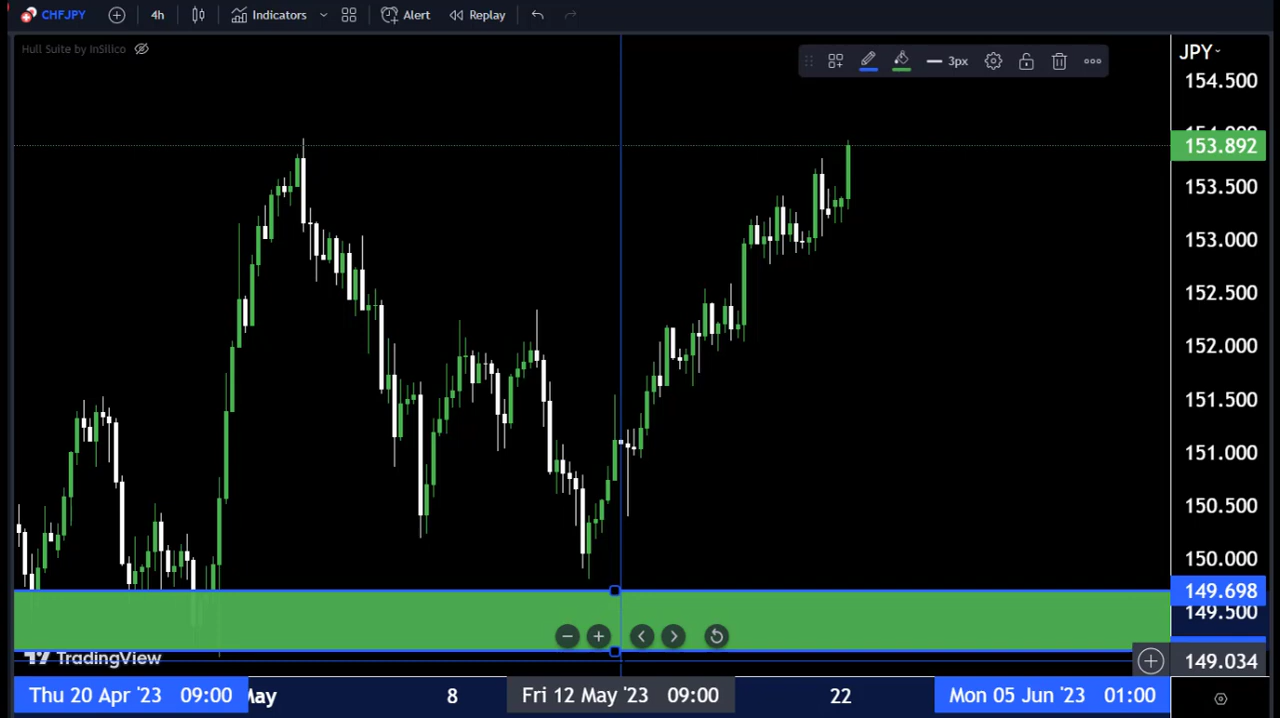 CHFJPY 4h Indicators Alert Replay
Hull Suite by InSilico
3px
JPY
154.500
153.892
153.500
153.000
152.500
152.000
151.500
151.000
150.500
150.000
149.698
149.500
149.034
TradingView
Thu 20 Apr '23 09:00 May 8 Fri 12 May '23 09:00 22 Mon 05 Jun '23 01:00